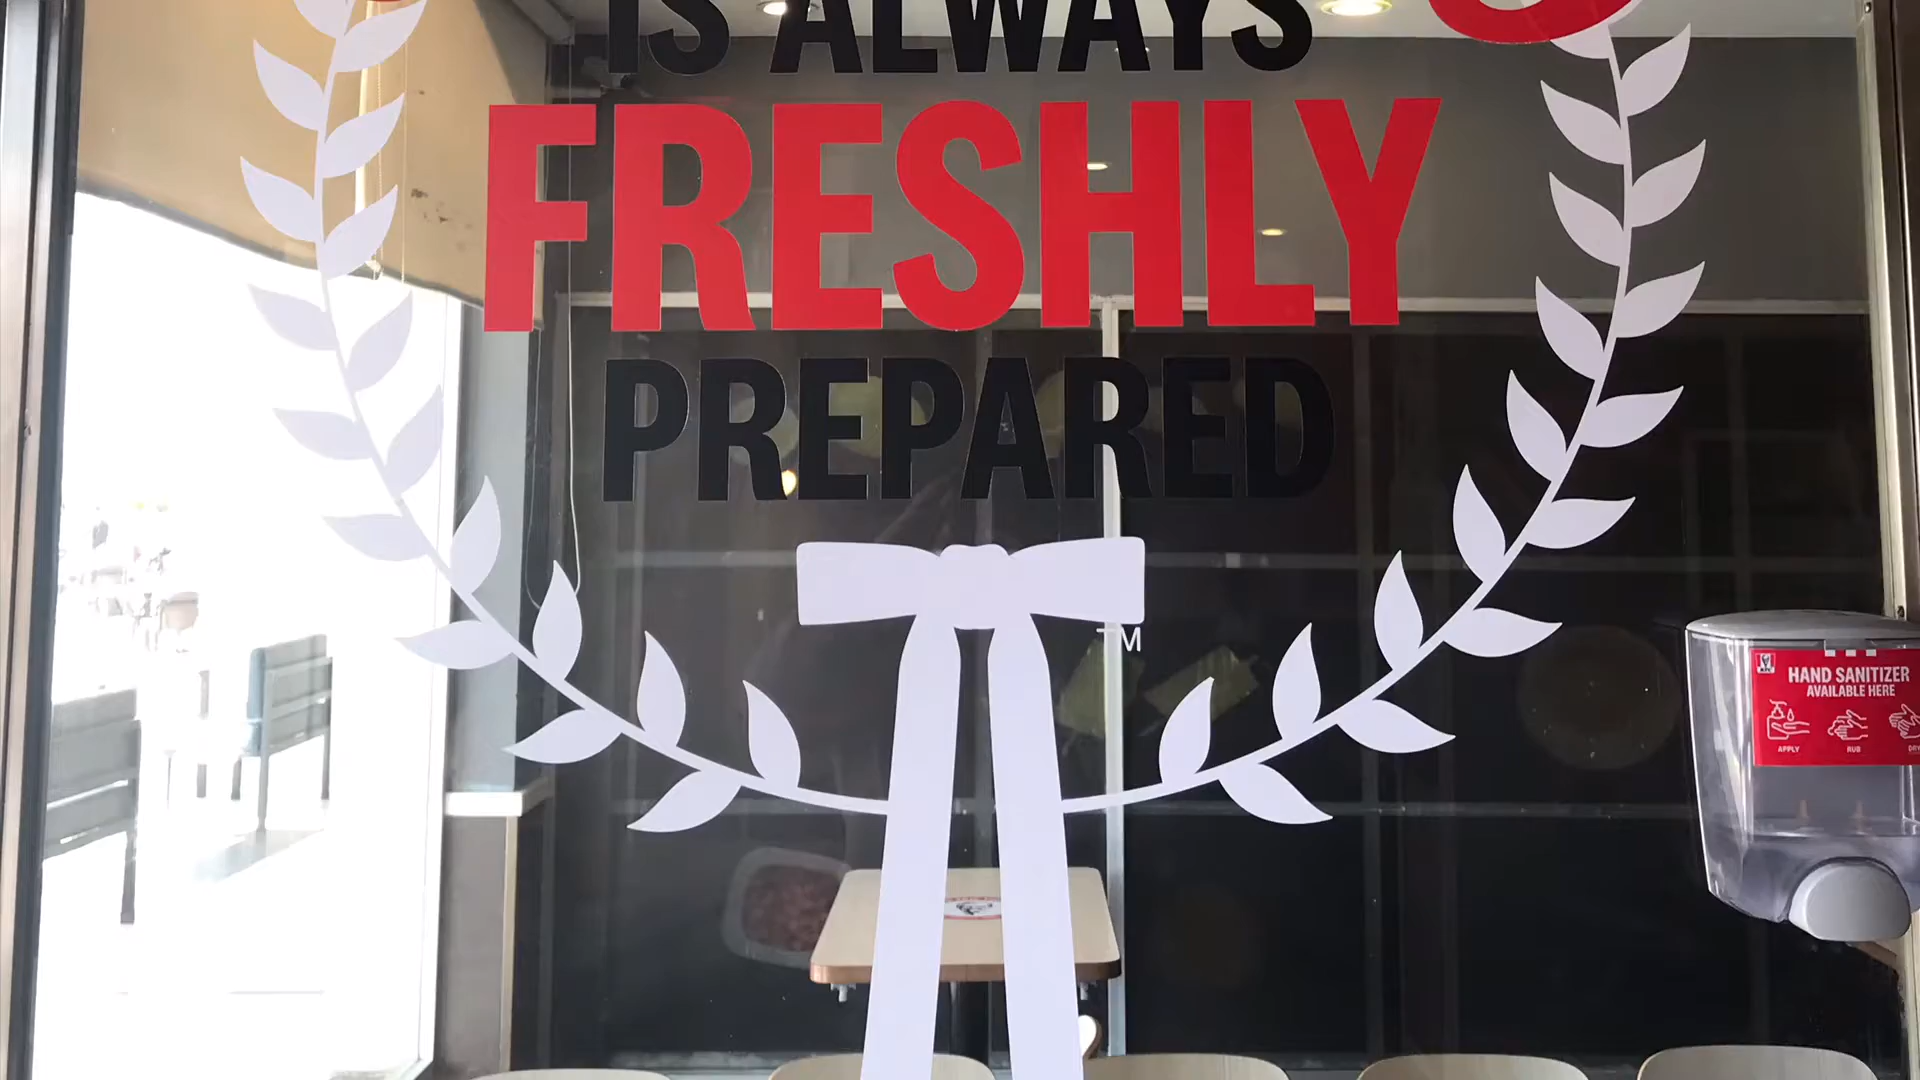 IS ALWAYS
FRESHLY
PREPARED
TM
HAND SANITIZER
AVAILABLE HERE
APPLY
RUB